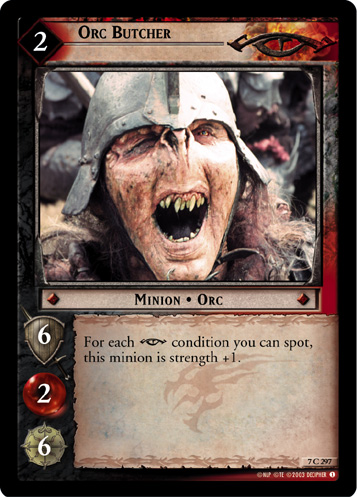 2
Orc Butcher
Minion • Orc
6
For each condition you can spot,
this minion is strength +1.
2
6
7 C 297
©NLP ©TE ©2003 DECIPHER